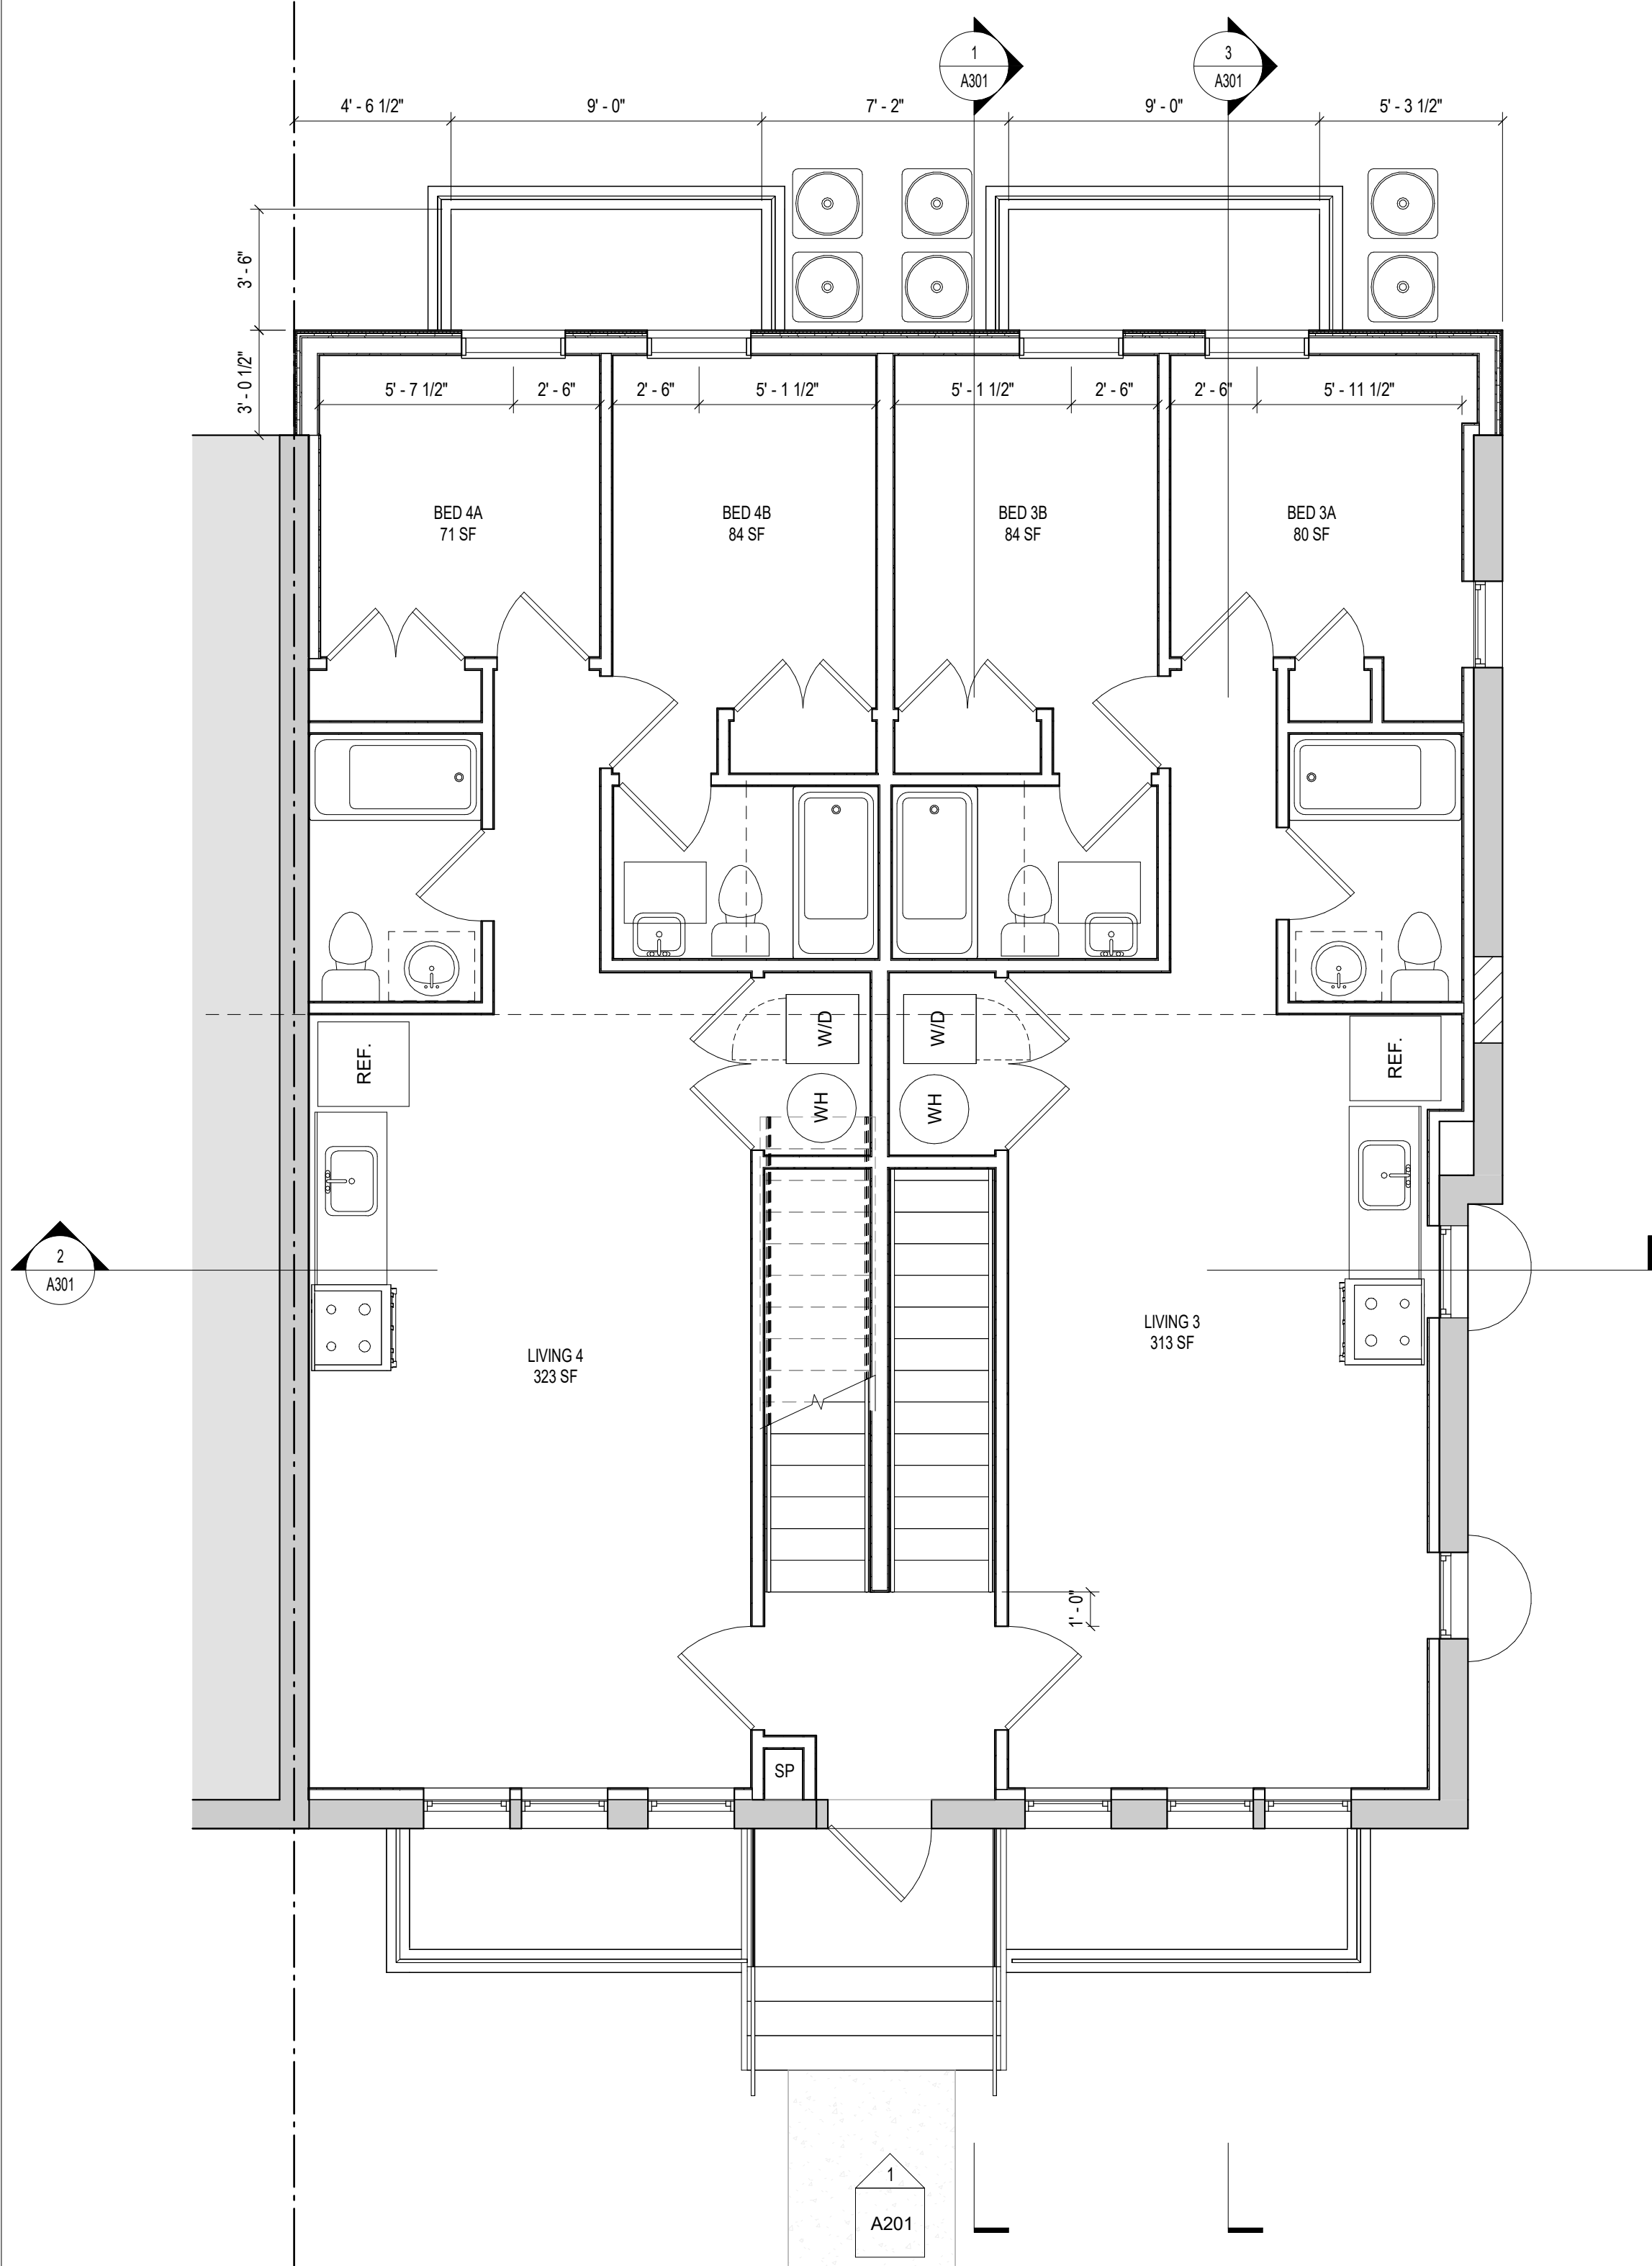 1
A301
3
A301
4' - 6 1/2"
9' - 0"
7' - 2"
9' - 0"
5' - 3 1/2"
3' - 6"
3' - 0 1/2"
5' - 7 1/2"
2' - 6"
2' - 6"
5' - 1 1/2"
5' - 1 1/2"
2' - 6"
2' - 6"
5' - 11 1/2"
BED 4A
71 SF
BED 4B
84 SF
BED 3B
84 SF
BED 3A
80 SF
REF.
W/D
W/D
REF.
WH
WH
2
A301
LIVING 4
323 SF
LIVING 3
313 SF
1' - 0"
SP
1
A201